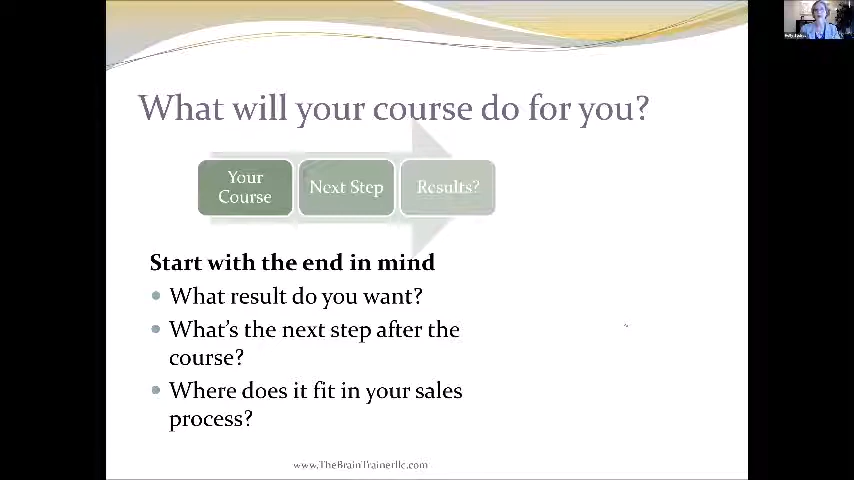 What will your course do for you?
Your
Course
Next Step
Results?
Start with the end in mind
What result do you want?
What's the next step after the
course?
Where does it fit in your sales
process?
www.TheBrainTrainerllc.com